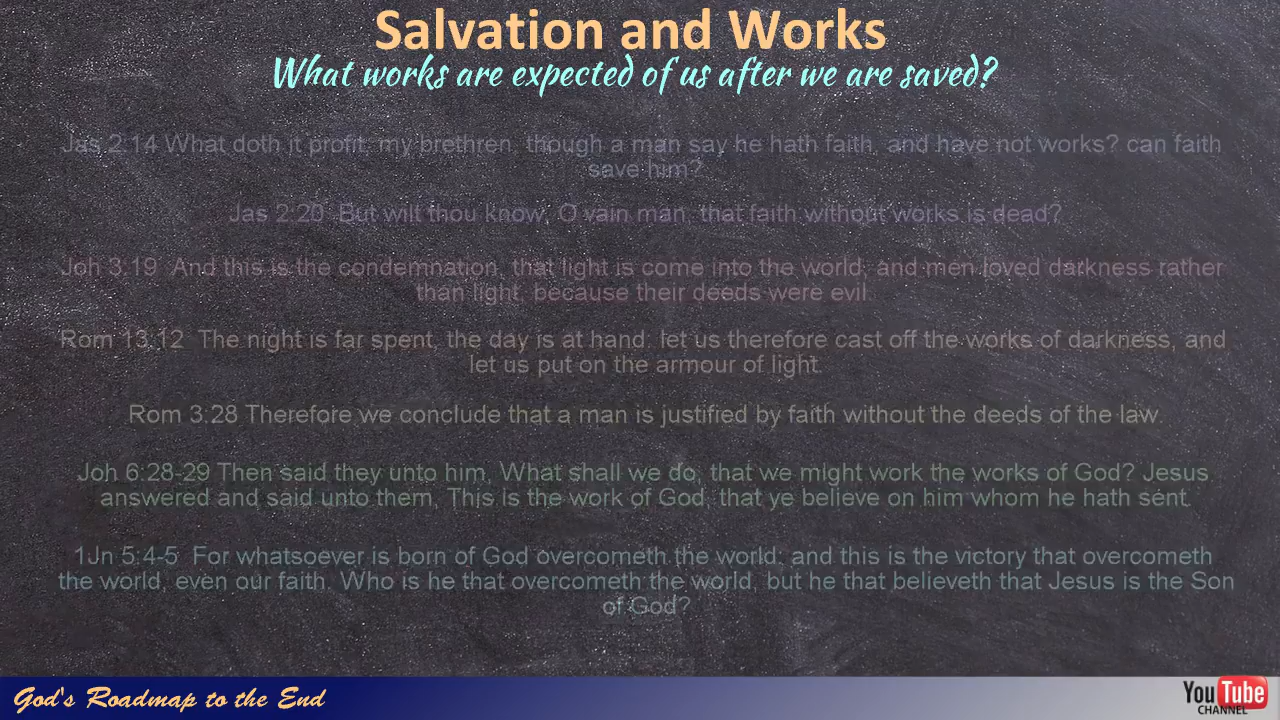 Salvation and Works
What works are expected of us after we are saved?
Jas 2:14 What doth it profit, my brethren, though a man say he hath faith, and have not works? can faith
save him?
Jas 2:20 But wilt thou know, O vain man, that faith without works is dead?
Joh 3:19 And this is the condemnation, that light is come into the world, and men loved darkness rather
than light, because their deeds were evil.
Rom 13:12 The night is far spent, the day is at hand: let us therefore cast off the works of darkness, and
let us put on the armour of light.
Rom 3.28 Therefore we conclude that a man is justified by faith without the deeds of the law.
Joh 6:28-29 Then said they unto him, What shall we do, that we might work the works of God? Jesus
answered and said unto them, This is the work of God, that ye believe on him whom he hath sent.
1Jn 5:4-5 For whatsoever is born of God overcometh the world: and this is the victory that overcometh
the world, even our faith. Who is he that overcometh the world, but he that believeth that Jesus is the Son
of God?
God's Roadmap to the End
YouTube
CHANNEL